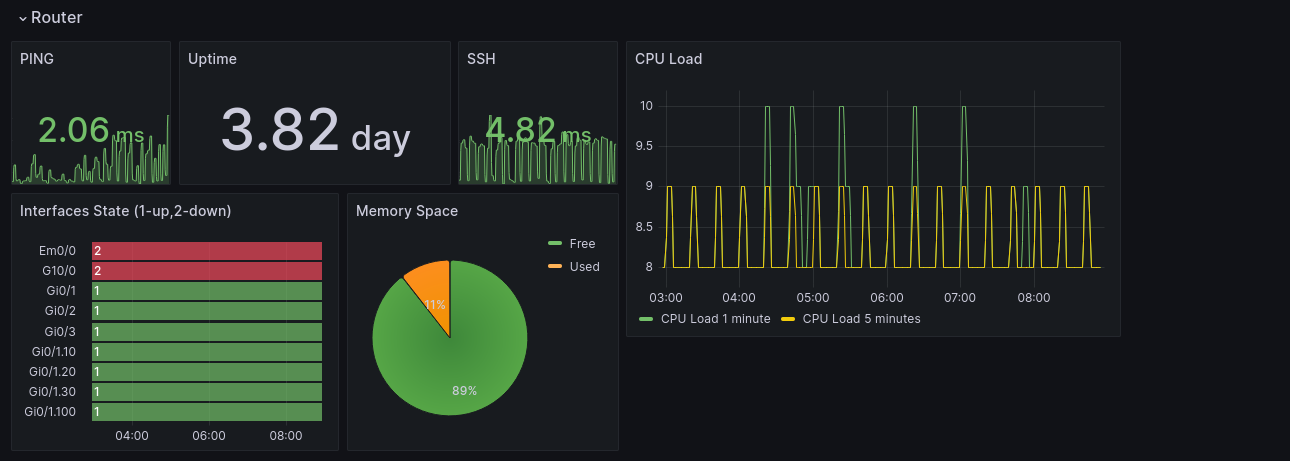 Router
PING
2.06 ms
Uptime
3.82 day
SSH
4.82 ms
CPU Load
10
9.5
9
8.5
8
03:00 04:00 05:00 06:00 07:00 08:00
CPU Load 1 minute CPU Load 5 minutes
Interfaces State (1-up,2-down)
Em0/0 2
G10/0 2
Gi0/1 1
Gi0/2 1
Gi0/3 1
Gi0/1.10 1
Gi0/1.20 1
Gi0/1.30 1
Gi0/1.100 1
04:00 06:00 08:00
Memory Space
Free
Used
11%
89%